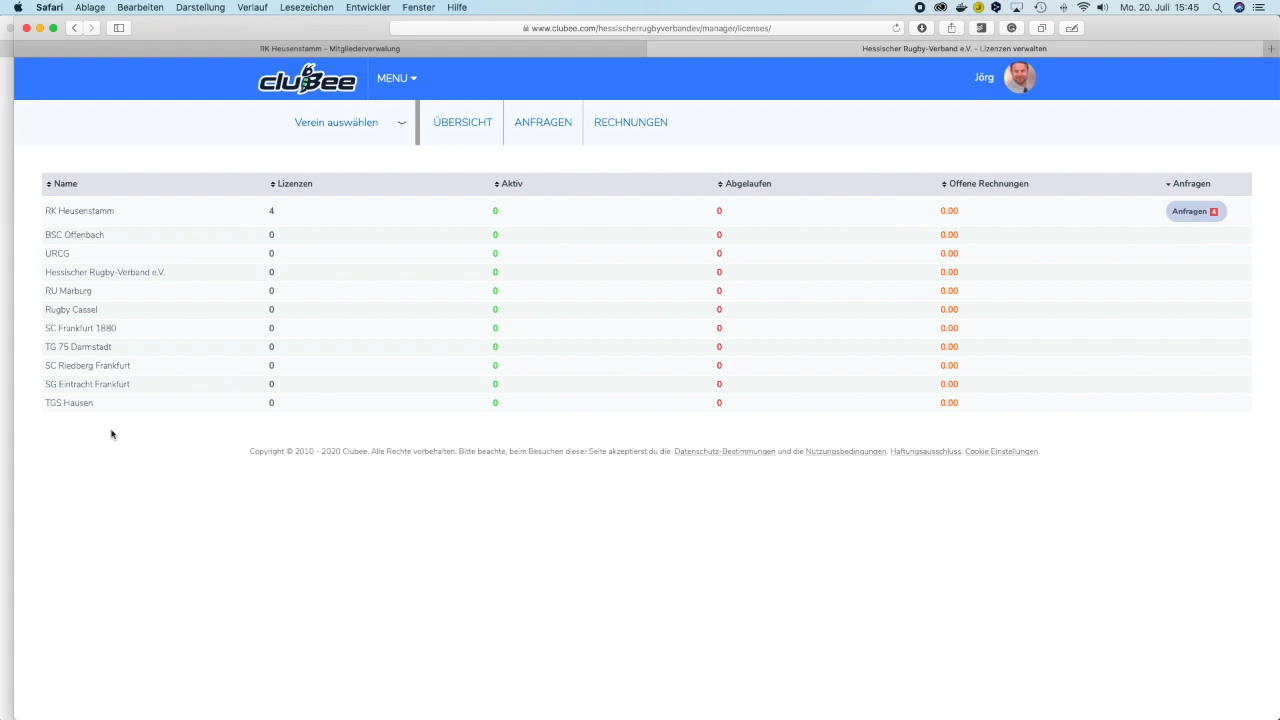 Safari Ablage Bearbeiten Darstellung Verlauf Lesezeichen Entwickler Fenster Hilfe Mo. 20. Juli 15:45
www.clubee.com/hessischerrugbyverbandev/manager/licenses/
RK Heusenstamm - Mitgliederverwalung Hessischer Rugby-Verband e.V. - Lizenzen verwalten
cluBee MENU Jörg
Verein auswählen ÜBERSICHT ANFRAGEN RECHNUNGEN
Name Lizenzen Aktiv Abgelaufen Offene Rechnungen Anfragen
RK Heusenstamm 4 0 0 0.00 Anfragen 4
BSC Offenbach 0 0 0 0.00
URCG 0 0 0 0.00
Hessischer Rugby-Verband e.V. 0 0 0 0.00
RU Marburg 0 0 0 0.00
Rugby Cassel 0 0 0 0.00
SC Frankfurt 1880 0 0 0 0.00
TG 75 Darmstadt 0 0 0 0.00
SC Riedberg Frankfurt 0 0 0 0.00
SG Eintracht Frankfurt 0 0 0 0.00
TGS Hausen 0 0 0 0.00
Copyright © 2010 - 2020 Clubee. Alle Rechte vorbehalten. Bitte beachte, beim Besuchen dieser Seite akzeptierst du die Datenschutz-Bestimmungen und die Nutzungsbedingungen. Haftungsausschluss. Cookie Einstellungen.